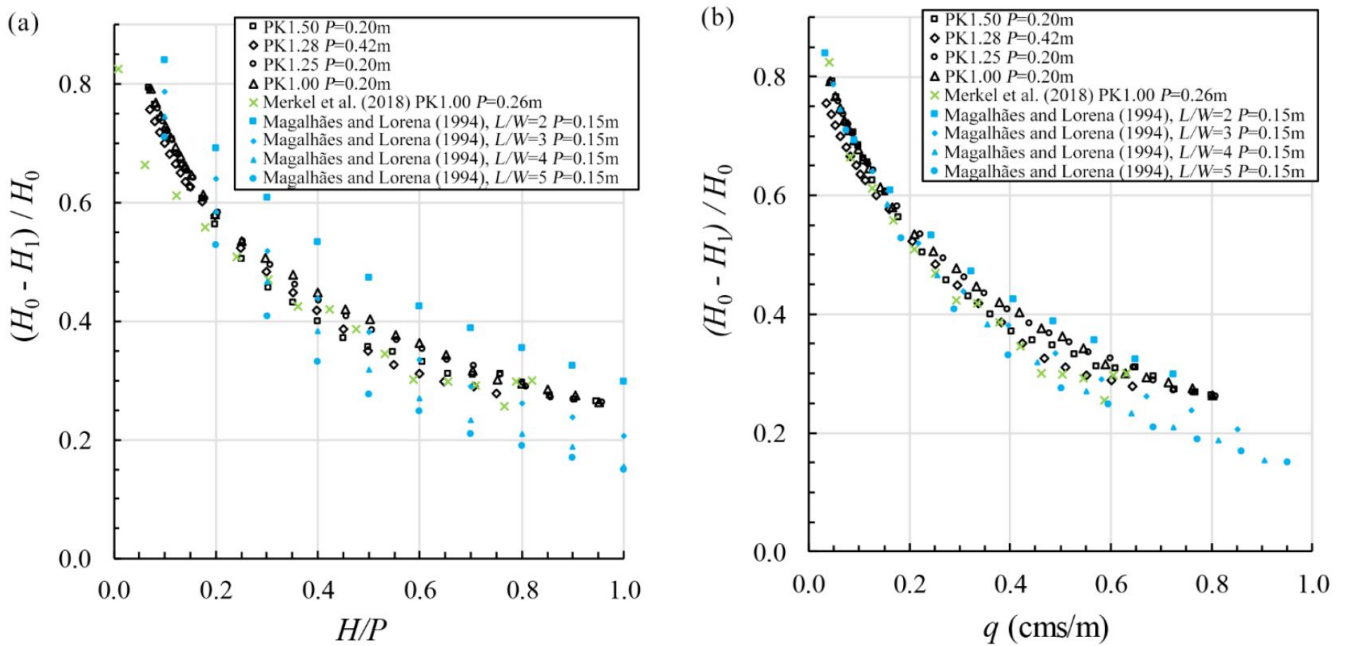 (a)
PK1.50 P=0.20m
PK1.28 P=0.42m
PK1.25 P=0.20m
PK1.00 P=0.20m
Merkel et al. (2018) PK1.00 P=0.26m
Magalhães and Lorena (1994), L/W=2 P=0.15m
Magalhães and Lorena (1994), L/W=3 P=0.15m
Magalhães and Lorena (1994), L/W=4 P=0.15m
Magalhães and Lorena (1994), L/W=5 P=0.15m
(H₀ - H₁) / H₀
0.8
0.6
0.4
0.2
0.0
0.0 0.2 0.4 0.6 0.8 1.0
H/P
(b)
PK1.50 P=0.20m
PK1.28 P=0.42m
PK1.25 P=0.20m
PK1.00 P=0.20m
Merkel et al. (2018) PK1.00 P=0.26m
Magalhães and Lorena (1994), L/W=2 P=0.15m
Magalhães and Lorena (1994), L/W=3 P=0.15m
Magalhães and Lorena (1994), L/W=4 P=0.15m
Magalhães and Lorena (1994), L/W=5 P=0.15m
(H₀ - H₁) / H₀
0.8
0.6
0.4
0.2
0.0
0.0 0.2 0.4 0.6 0.8 1.0
q (cms/m)